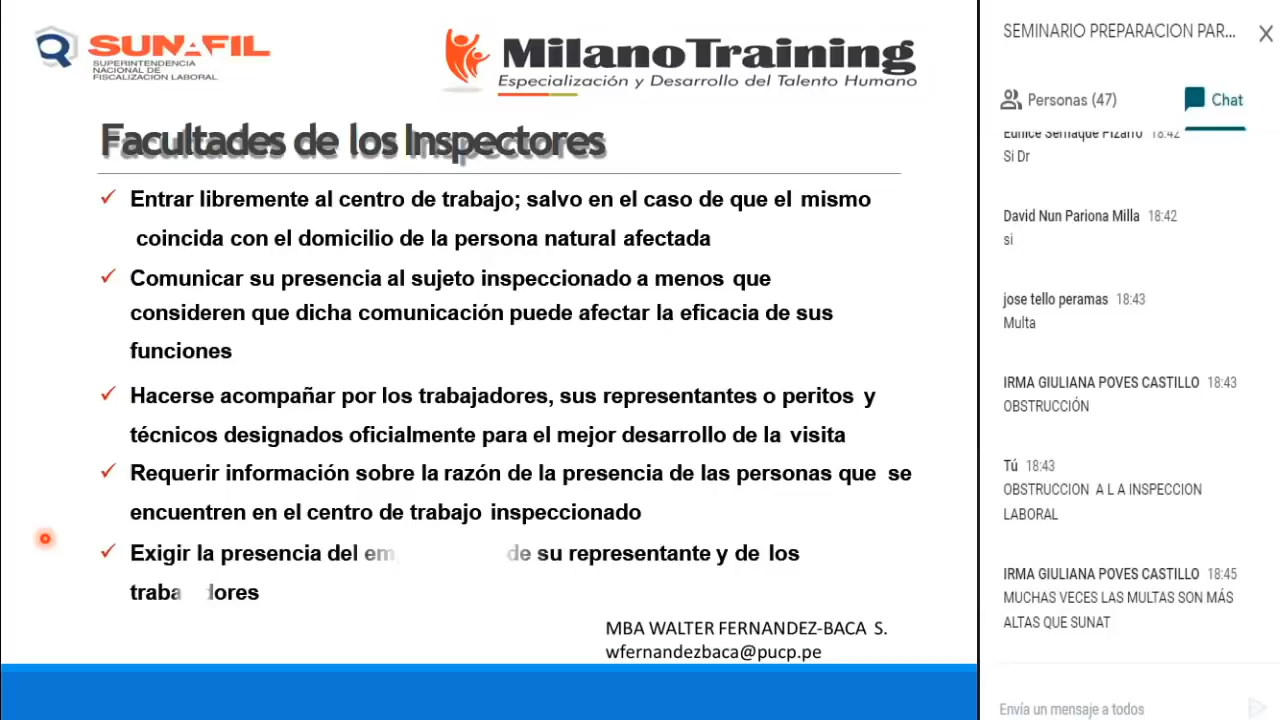 SUNAFIL
SUPERINTENDENCIA
NACIONAL DE
FISCALIZACIÓN LABORAL
Milano Training
Especialización y Desarrollo del Talento Humano
Facultades de los Inspectores
Entrar libremente al centro de trabajo; salvo en el caso de que el mismo
coincida con el domicilio de la persona natural afectada
Comunicar su presencia al sujeto inspeccionado a menos que
consideren que dicha comunicación puede afectar la eficacia de sus
funciones
Hacerse acompañar por los trabajadores, sus representantes o peritos y
técnicos designados oficialmente para el mejor desarrollo de la visita
Requerir información sobre la razón de la presencia de las personas que se
encuentren en el centro de trabajo inspeccionado
Exigir la presencia del de su representante y de los
MBA WALTER FERNANDEZ-BACA S.
wfernandezbaca@pucp.pe
SEMINARIO PREPARACION PAR...
Personas (47)
Chat
Eunice Sernaque Pizarro 18:42
Si Dr
David Nun Pariona Milla 18:42
si
jose tello peramas 18:43
Multa
IRMA GIULIANA POVES CASTILLO 18:43
OBSTRUCCIÓN
Tú 18:43
OBSTRUCCION A L A INSPECCION
LABORAL
IRMA GIULIANA POVES CASTILLO 18:45
MUCHAS VECES LAS MULTAS SON MÁS
ALTAS QUE SUNAT
Envía un mensaje a todos